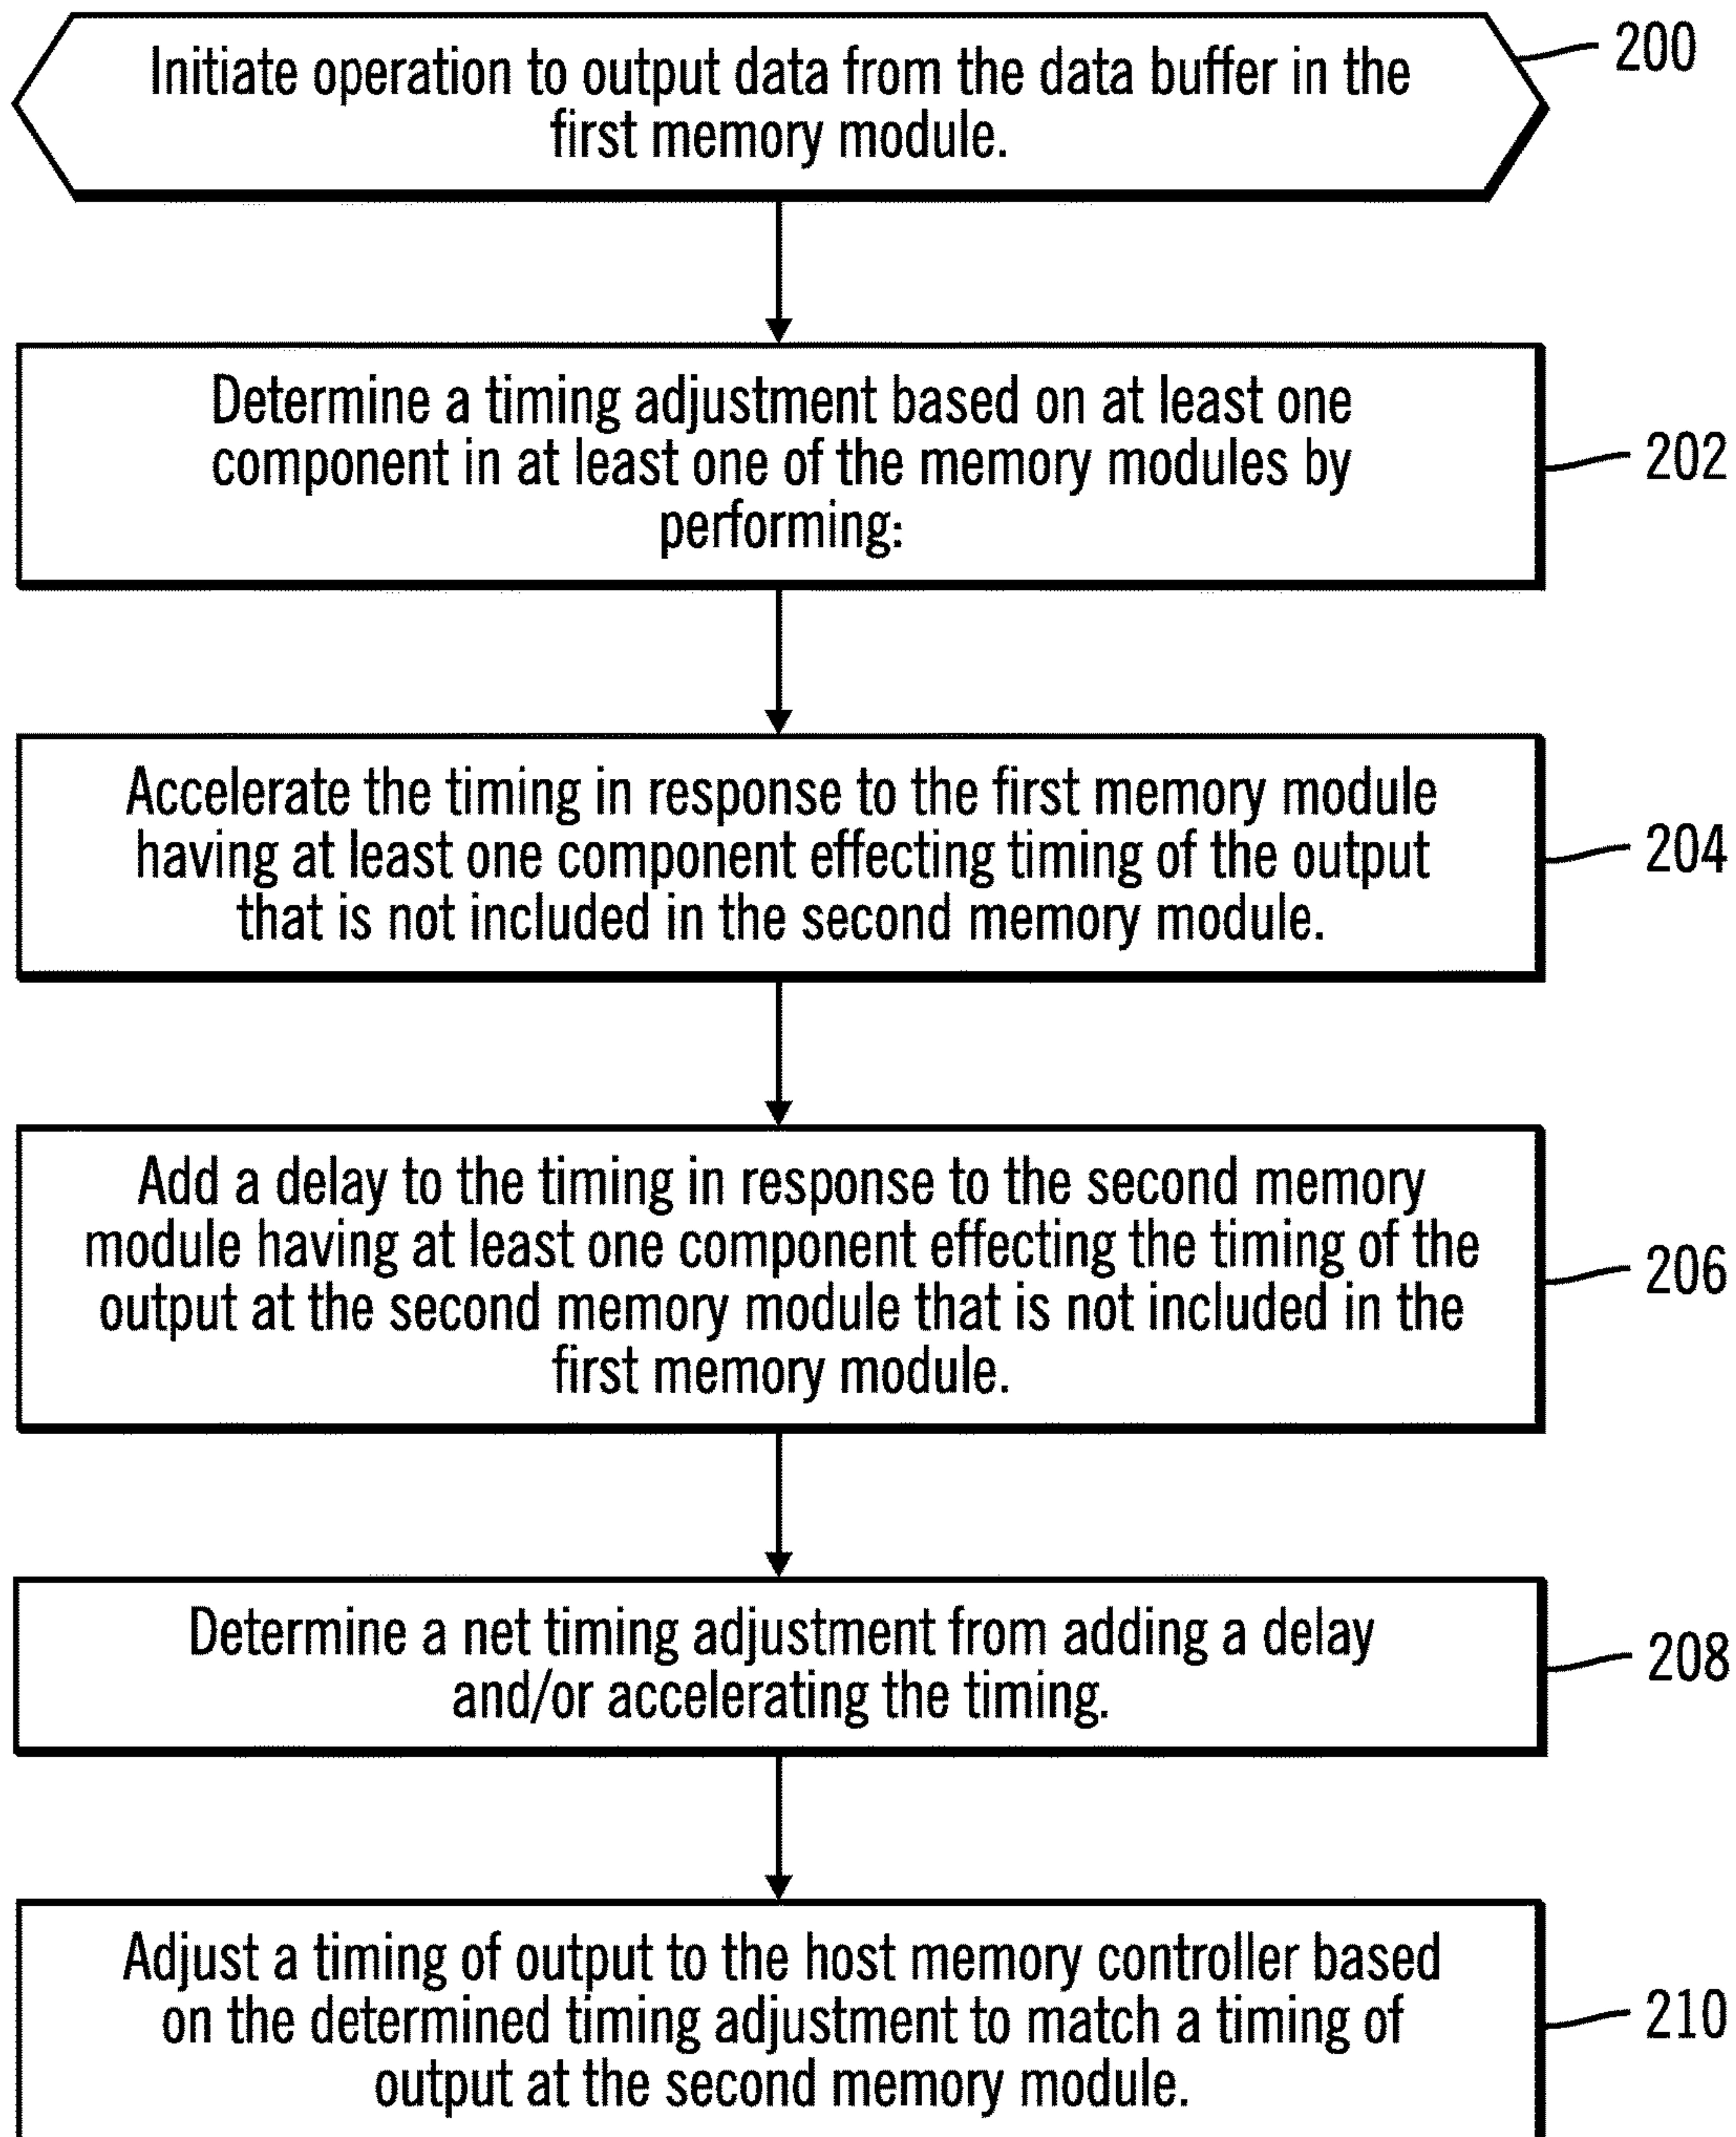 Initiate operation to output data from the data buffer in the
first memory module.
200
Determine a timing adjustment based on at least one
component in at least one of the memory modules by
performing:
202
Accelerate the timing in response to the first memory module
having at least one component effecting timing of the output
that is not included in the second memory module.
204
Add a delay to the timing in response to the second memory
module having at least one component effecting the timing of the
output at the second memory module that is not included in the
first memory module.
206
Determine a net timing adjustment from adding a delay
and/or accelerating the timing.
208
Adjust a timing of output to the host memory controller based
on the determined timing adjustment to match a timing of
output at the second memory module.
210